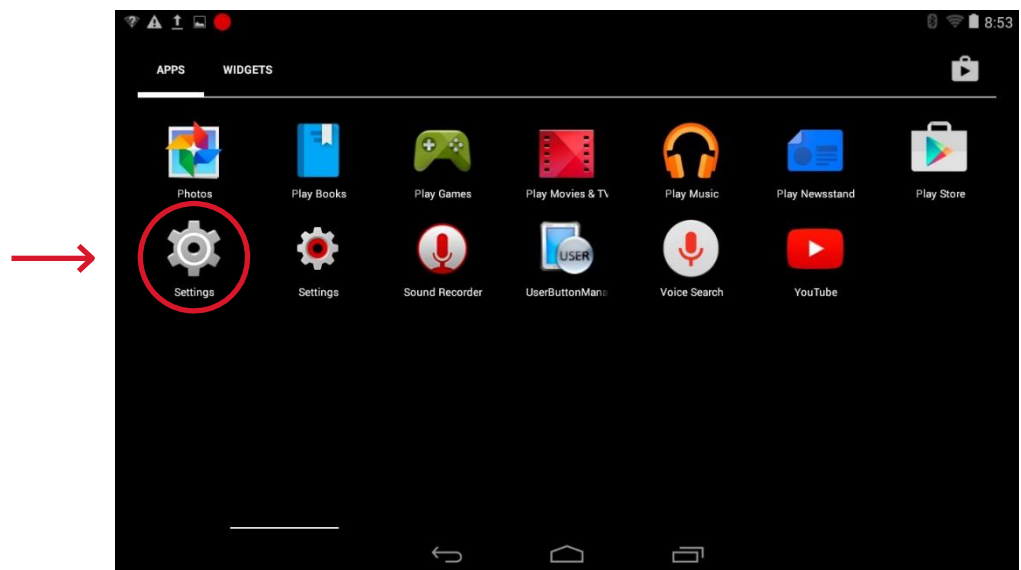 8:53
APPS WIDGETS
Photos Play Books Play Games Play Movies & TV Play Music Play Newsstand Play Store
Settings Settings Sound Recorder UserButtonMana Voice Search YouTube
USER